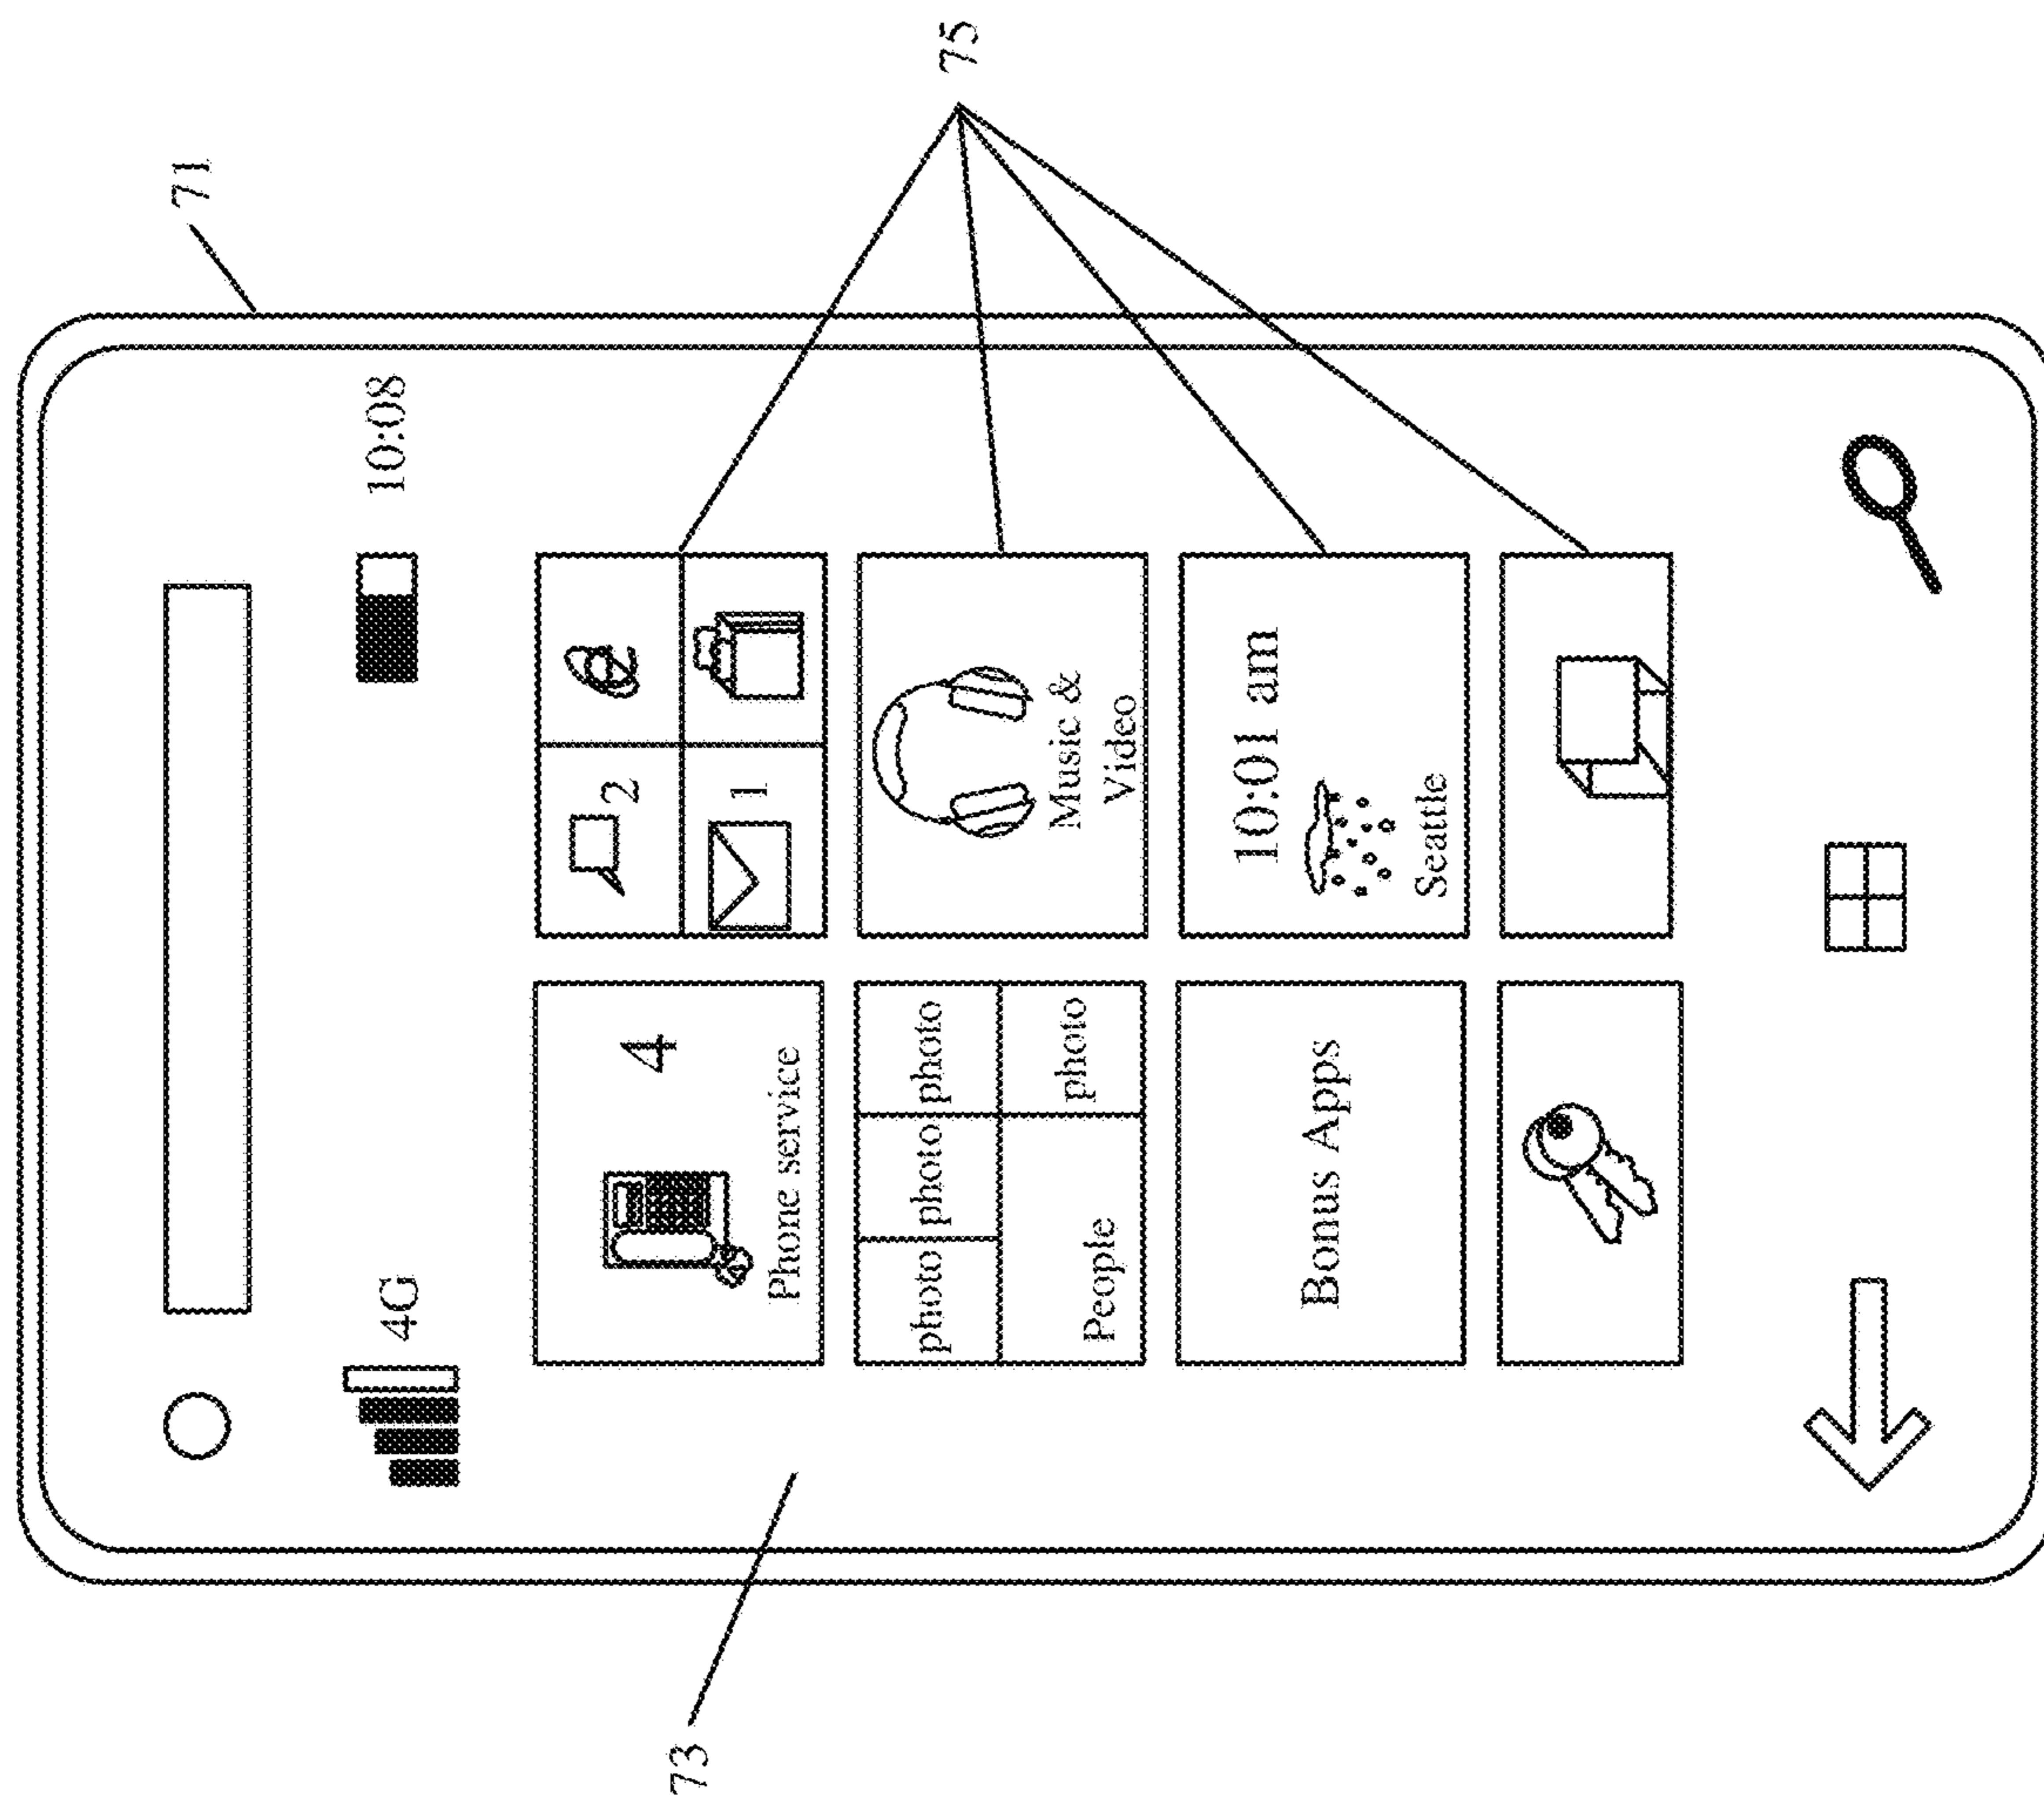 71
4G
10:08
75
4
Phone service
2
1
photo
photo
photo
photo
People
Music &
Video
Bonus Apps
10:01 am
Seattle
73